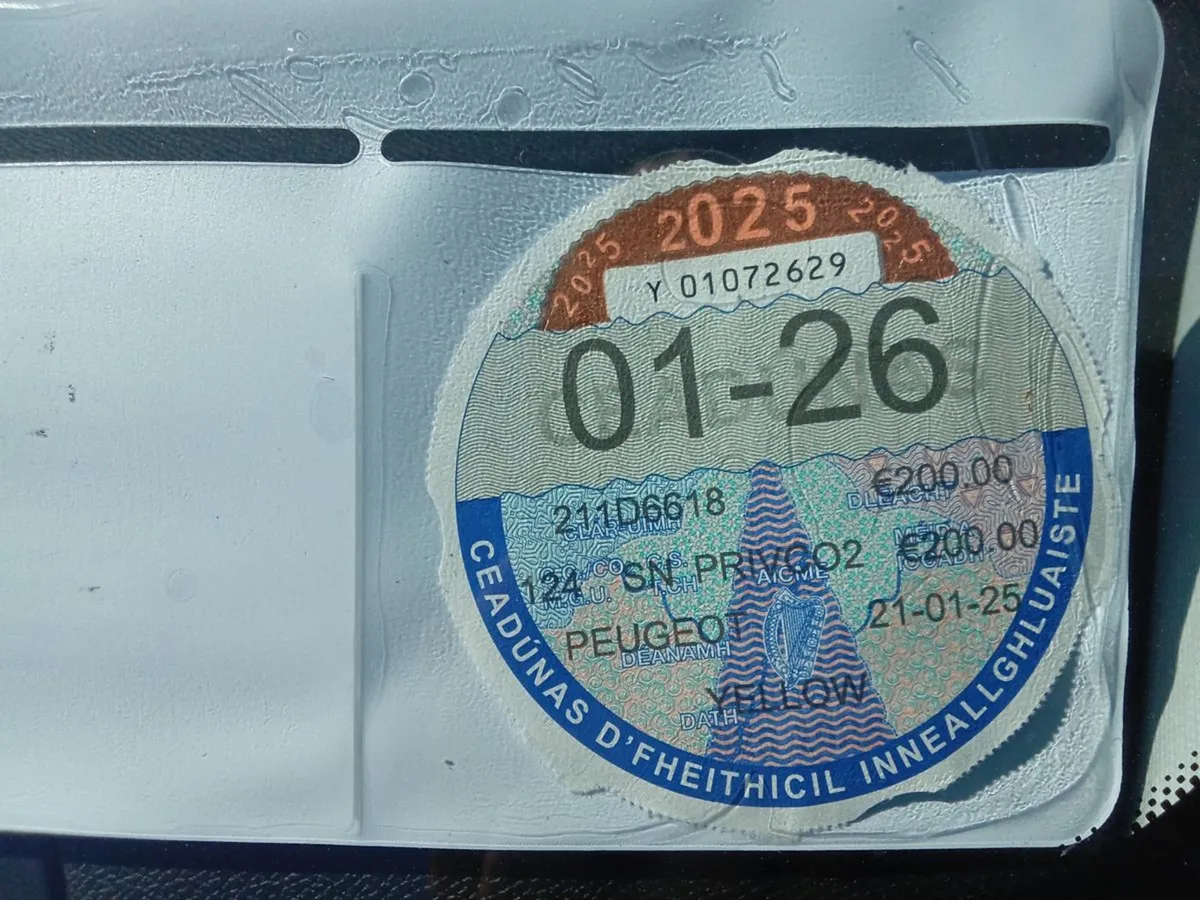 2025 2025 2025
Y 01072629
01-26
211D6618 €200.00
CLÁRUIMH DLEACHT
124 SN PRIVCO2 €200.00
AICME
PEUGEOT 21-01-25
DÉANAMH
YELLOW
DATH
CEADÚNAS D'FHEITHICIL INNEALLGHLUAISTE